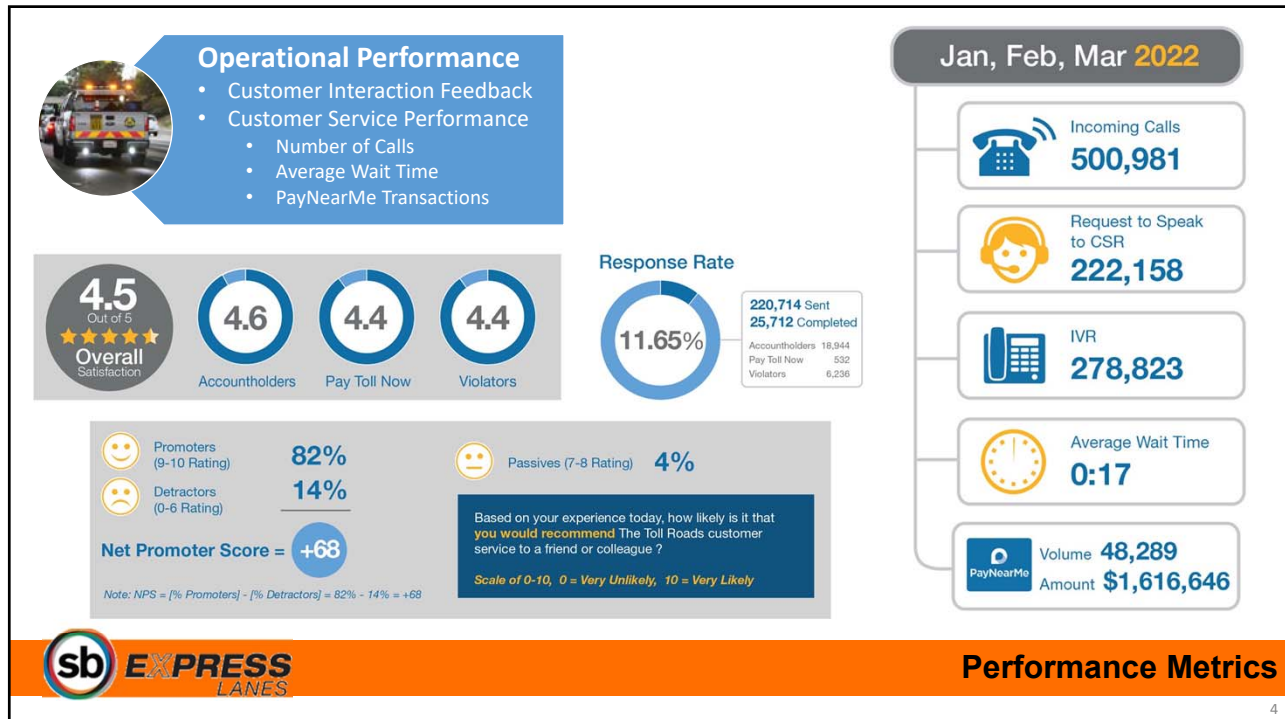 Operational Performance
• Customer Interaction Feedback
• Customer Service Performance
• Number of Calls
• Average Wait Time
• PayNearMe Transactions
4.5
Out of 5
Overall
Satisfaction
4.6
Accountholders
4.4
Pay Toll Now
4.4
Violators
Response Rate
11.65%
220,714 Sent
25,712 Completed
Accountholders 18,944
Pay Toll Now 532
Violators 6,236
Promoters
(9-10 Rating)
82%
Detractors
(0-6 Rating)
14%
Net Promoter Score = +68
Note: NPS = [% Promoters] - [% Detractors] = 82% - 14% = +68
Passives (7-8 Rating) 4%
Based on your experience today, how likely is it that
you would recommend The Toll Roads customer
service to a friend or colleague ?
Scale of 0-10, 0 = Very Unlikely, 10 = Very Likely
Jan, Feb, Mar 2022
Incoming Calls
500,981
Request to Speak
to CSR
222,158
IVR
278,823
Average Wait Time
0:17
PayNearMe
Volume 48,289
Amount $1,616,646
sb EXPRESS
LANES
Performance Metrics
4